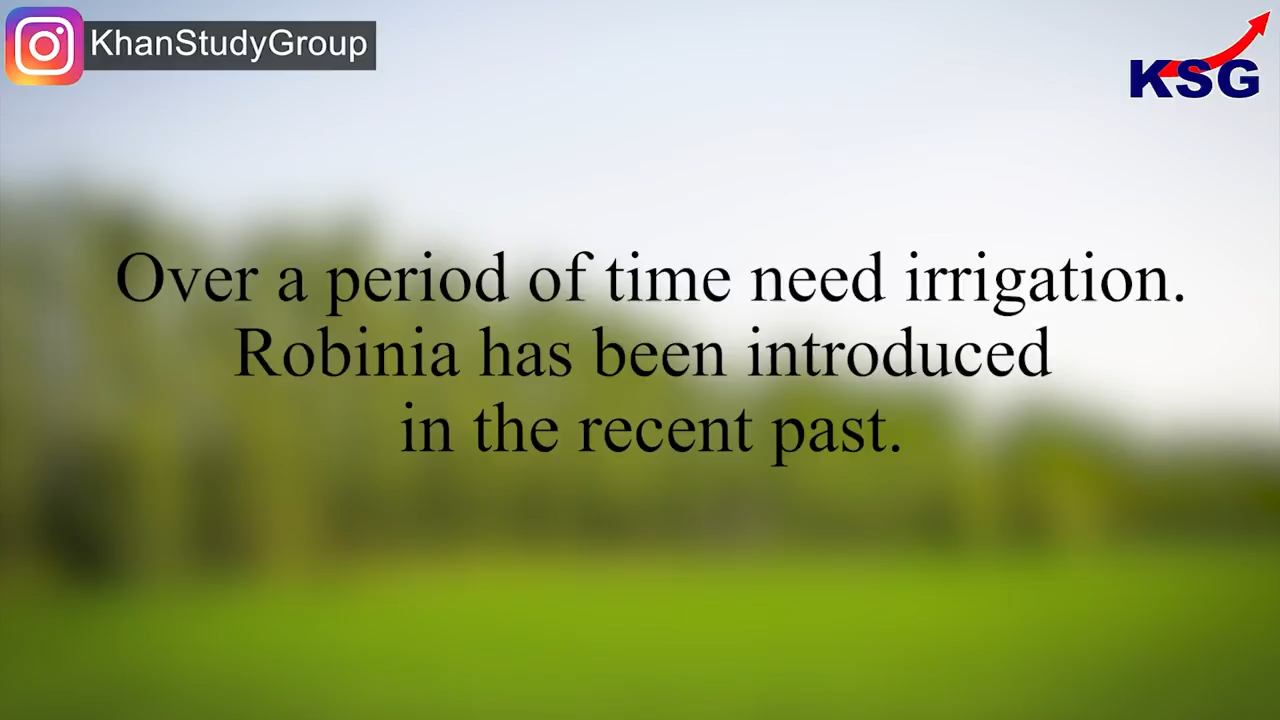 KhanStudyGroup
KSG
Over a period of time need irrigation.
Robinia has been introduced
in the recent past.